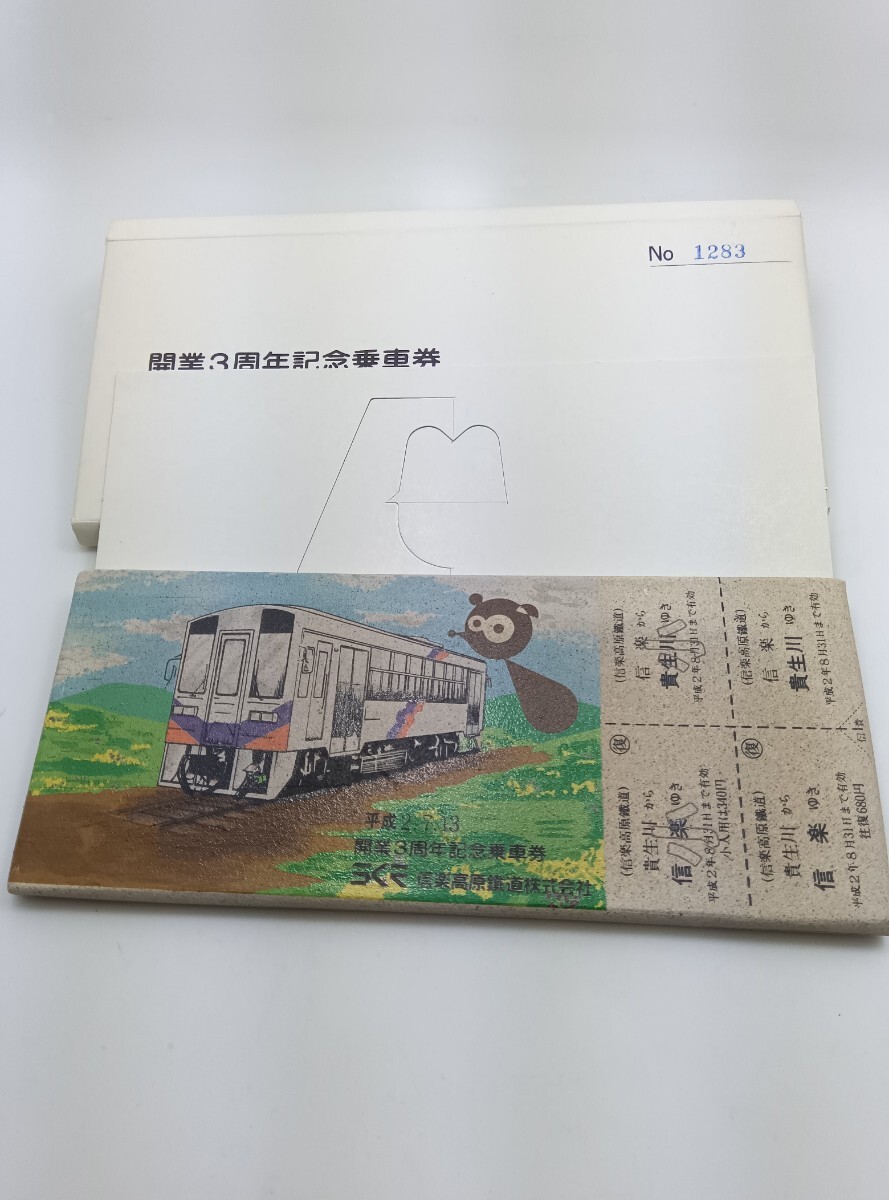 No 1283
開業3周年記念乗車券
平成2.7.13
開業3周年記念乗車券
SKR 信楽高原鐵道株式会社
(信楽高原鐵道)
信楽から
貴生川ゆき
平成2年8月31日まで有効
小
(信楽高原鐵道)
信楽から
貴生川ゆき
平成2年8月31日まで有効
復
(信楽高原鐵道)
貴生川から
信楽ゆき
平成2年8月31日まで有効
小人用は340円
小
復
(信楽高原鐵道)
貴生川から
信楽ゆき
平成2年8月31日まで有効
往復680円